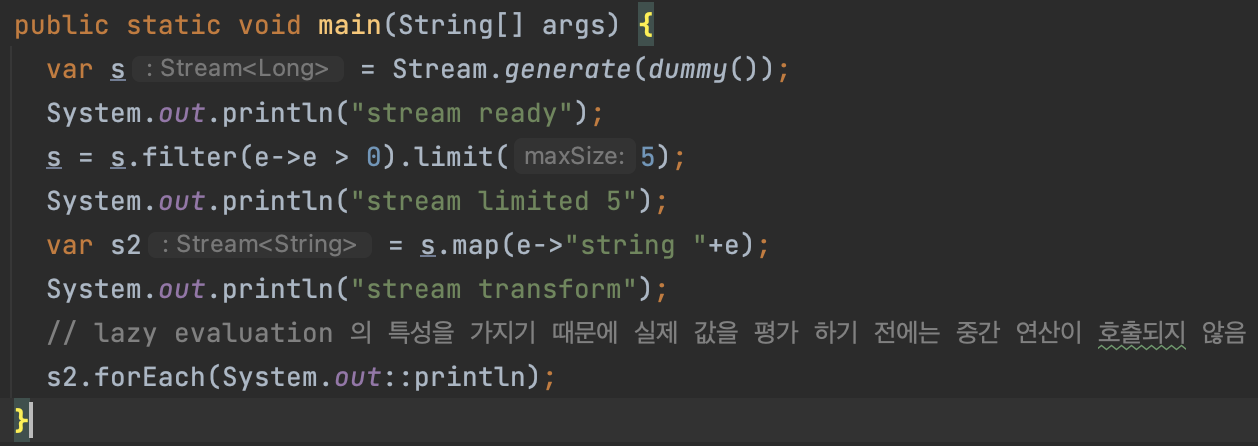 public static void main(String[] args) {
var s : Stream<Long> = Stream.generate(dummy());
System.out.println("stream ready");
s = s.filter(e->e > 0).limit( maxSize: 5);
System.out.println("stream limited 5");
var s2 : Stream<String> = s.map(e->"string "+e);
System.out.println("stream transform");
// lazy evaluation 의 특성을 가지기 때문에 실제 값을 평가 하기 전에는 중간 연산이 호출되지 않음
s2.forEach(System.out::println);
}